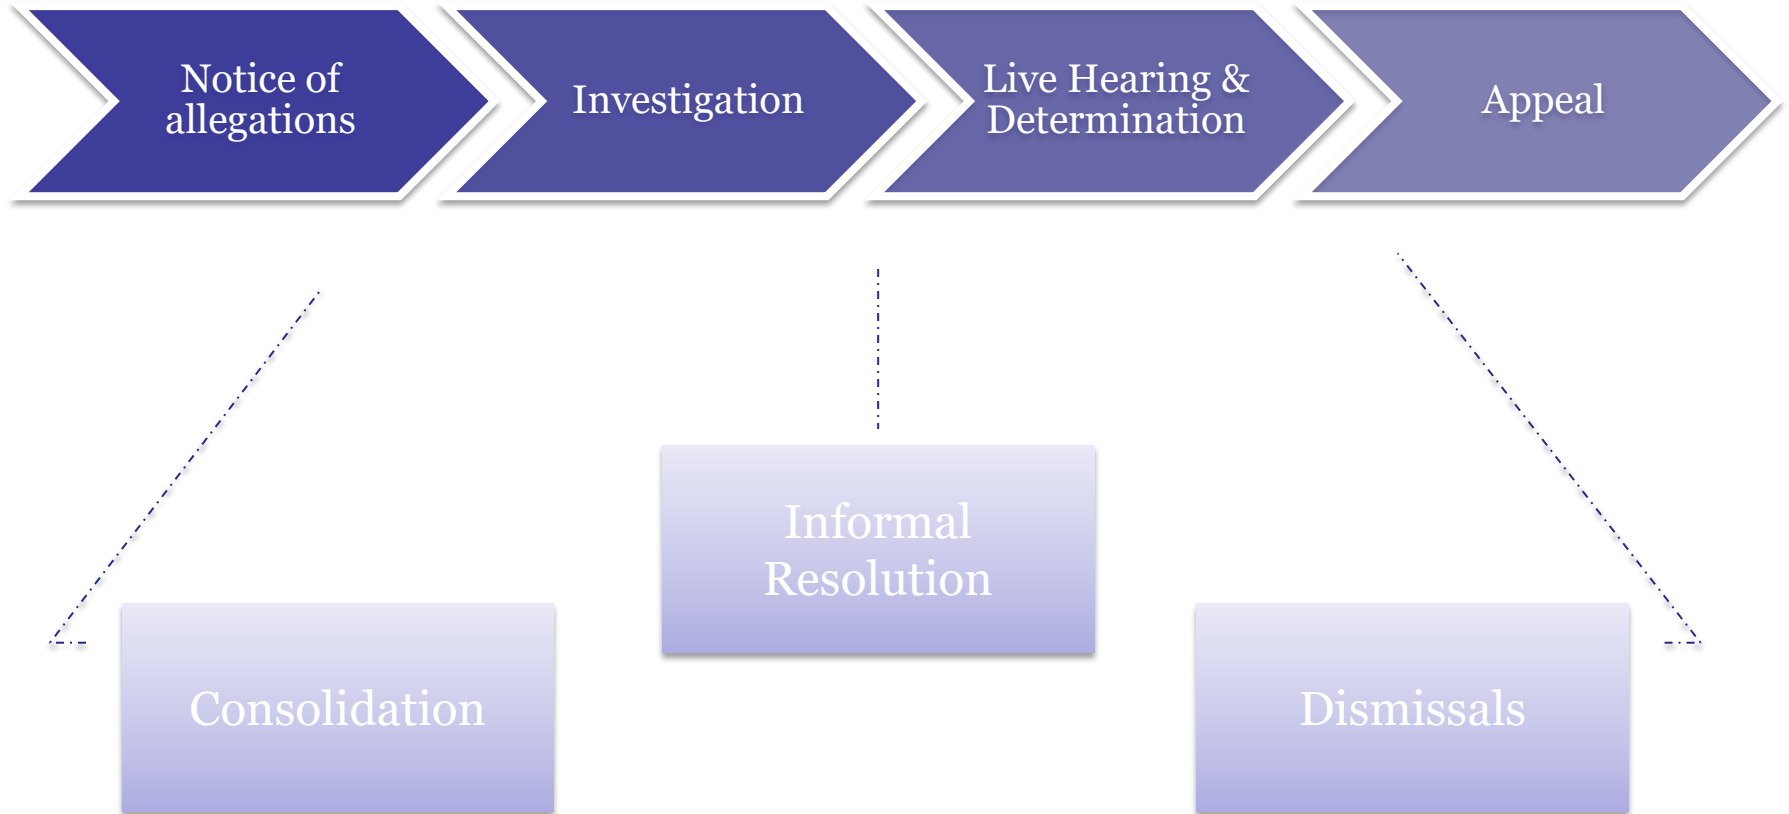 Notice of
allegations
Investigation
Live Hearing &
Determination
Appeal
Informal
Resolution
Consolidation
Dismissals